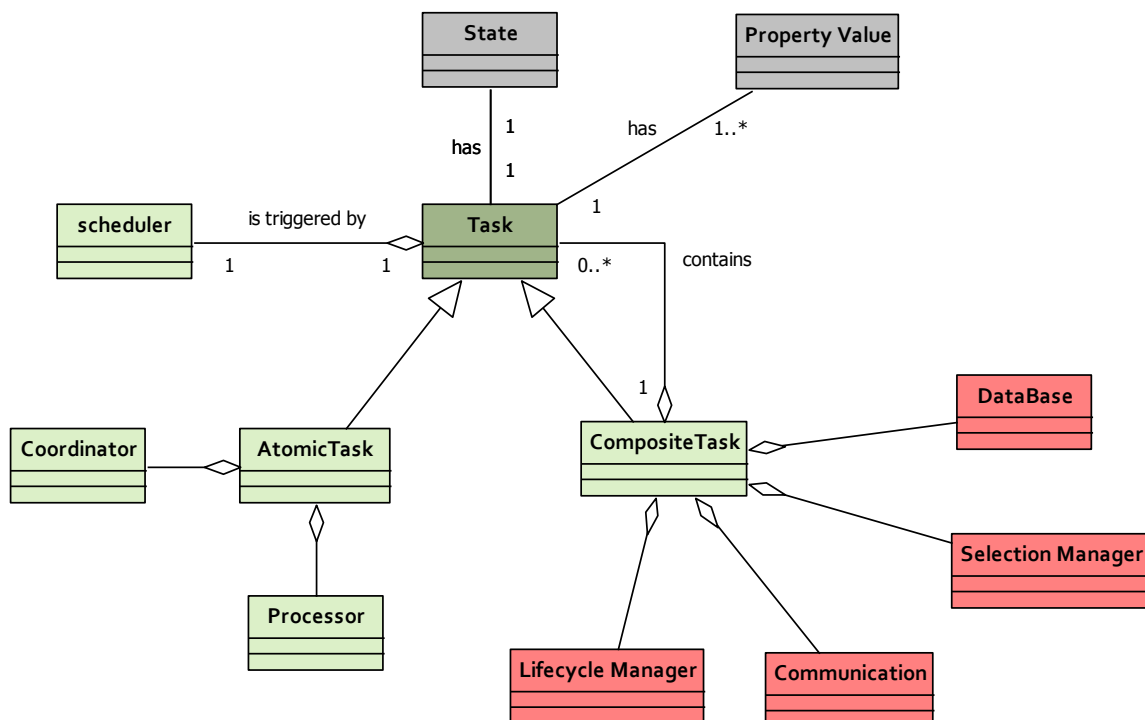 State
Property Value
1
has
1..*
has
1
scheduler
is triggered by
Task
1
1
1
0..*
contains
1
DataBase
Coordinator
AtomicTask
CompositeTask
Selection Manager
Processor
Lifecycle Manager
Communication